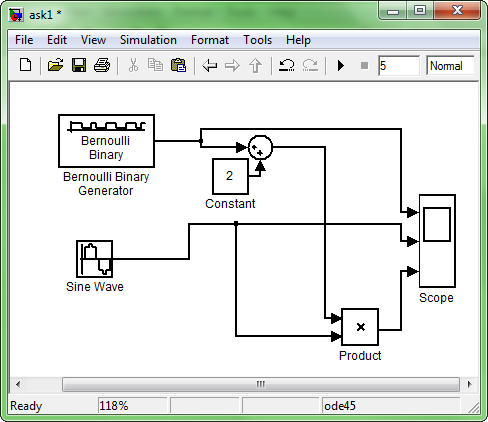 ask1 *
File Edit View Simulation Format Tools Help
5 Normal
Bernoulli
Binary
Bernoulli Binary
Generator
2
Constant
Sine Wave
Scope
×
Product
Ready 118% ode45